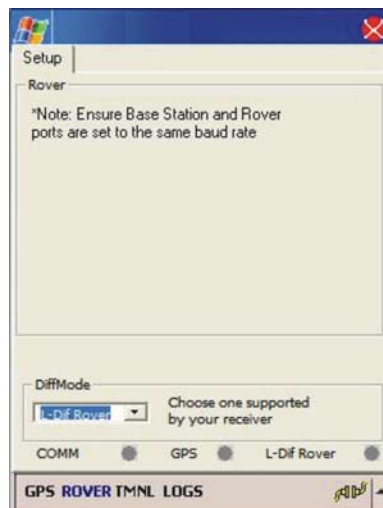 Setup
Rover
*Note: Ensure Base Station and Rover
ports are set to the same baud rate
DiffMode
L-Dif Rover
Choose one supported
by your receiver
COMM GPS L-Dif Rover
GPS ROVER TMNL LOGS